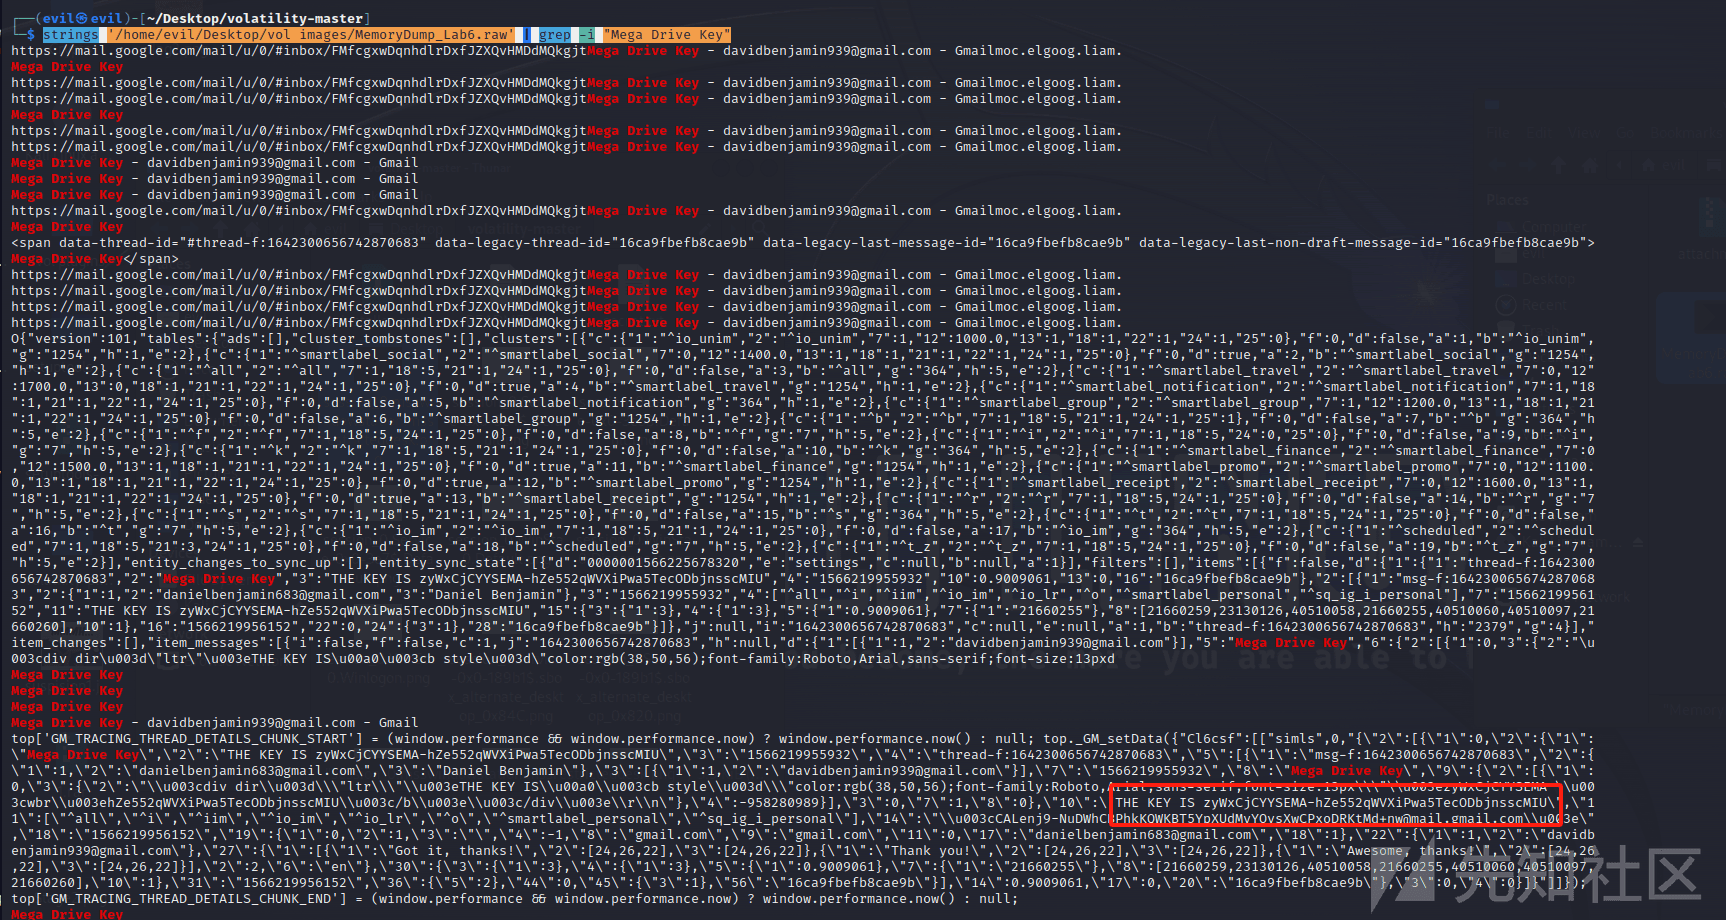 ┌──(evil㉿evil)-[~/Desktop/volatility-master]
└─$ strings '/home/evil/Desktop/vol images/MemoryDump_Lab6.raw' | grep -i "Mega Drive Key"
https://mail.google.com/mail/u/0/#inbox/FMfcgxwDqnhdlrDxfJZXQvHMDdMQkgjtMega Drive Key - davidbenjamin939@gmail.com - Gmailmoc.elgoog.liam.
Mega Drive Key
https://mail.google.com/mail/u/0/#inbox/FMfcgxwDqnhdlrDxfJZXQvHMDdMQkgjtMega Drive Key - davidbenjamin939@gmail.com - Gmailmoc.elgoog.liam.
https://mail.google.com/mail/u/0/#inbox/FMfcgxwDqnhdlrDxfJZXQvHMDdMQkgjtMega Drive Key - davidbenjamin939@gmail.com - Gmailmoc.elgoog.liam.
Mega Drive Key
https://mail.google.com/mail/u/0/#inbox/FMfcgxwDqnhdlrDxfJZXQvHMDdMQkgjtMega Drive Key - davidbenjamin939@gmail.com - Gmailmoc.elgoog.liam.
https://mail.google.com/mail/u/0/#inbox/FMfcgxwDqnhdlrDxfJZXQvHMDdMQkgjtMega Drive Key - davidbenjamin939@gmail.com - Gmailmoc.elgoog.liam.
Mega Drive Key - davidbenjamin939@gmail.com - Gmail
Mega Drive Key - davidbenjamin939@gmail.com - Gmail
Mega Drive Key - davidbenjamin939@gmail.com - Gmail
https://mail.google.com/mail/u/0/#inbox/FMfcgxwDqnhdlrDxfJZXQvHMDdMQkgjtMega Drive Key - davidbenjamin939@gmail.com - Gmailmoc.elgoog.liam.
Mega Drive Key
<span data-thread-id="#thread-f:1642300656742870683" data-legacy-thread-id="16ca9fbefb8cae9b" data-legacy-last-message-id="16ca9fbefb8cae9b" data-legacy-last-non-draft-message-id="16ca9fbefb8cae9b">
Mega Drive Key</span>
https://mail.google.com/mail/u/0/#inbox/FMfcgxwDqnhdlrDxfJZXQvHMDdMQkgjtMega Drive Key - davidbenjamin939@gmail.com - Gmailmoc.elgoog.liam.
https://mail.google.com/mail/u/0/#inbox/FMfcgxwDqnhdlrDxfJZXQvHMDdMQkgjtMega Drive Key - davidbenjamin939@gmail.com - Gmailmoc.elgoog.liam.
https://mail.google.com/mail/u/0/#inbox/FMfcgxwDqnhdlrDxfJZXQvHMDdMQkgjtMega Drive Key - davidbenjamin939@gmail.com - Gmailmoc.elgoog.liam.
https://mail.google.com/mail/u/0/#inbox/FMfcgxwDqnhdlrDxfJZXQvHMDdMQkgjtMega Drive Key - davidbenjamin939@gmail.com - Gmailmoc.elgoog.liam.
O{"version":101,"tables":{"ads":[],"cluster_tombstones":[],"clusters":[{"c":{"1":"^io_unim","2":"^io_unim","7":1,"12":1000.0,"13":1,"18":1,"22":1,"24":1,"25":0},"f":0,"d":false,"a":1,"b":"^io_unim",
"g":"1254","h":1,"e":2},{"c":{"1":"^smartlabel_social","2":"^smartlabel_social","7":0,"12":1400.0,"13":1,"18":1,"21":1,"22":1,"24":1,"25":0},"f":0,"d":true,"a":2,"b":"^smartlabel_social","g":"1254"
,"h":1,"e":2},{"c":{"1":"^all","2":"^all","7":1,"18":5,"21":1,"24":1,"25":0},"f":0,"d":false,"a":3,"b":"^all","g":"364","h":5,"e":2},{"c":{"1":"^smartlabel_travel","2":"^smartlabel_travel","7":0,"12"
:1700.0,"13":0,"18":1,"21":1,"22":1,"24":1,"25":0},"f":0,"d":true,"a":4,"b":"^smartlabel_travel","g":"1254","h":1,"e":2},{"c":{"1":"^smartlabel_notification","2":"^smartlabel_notification","7":1,"18"
:1,"21":1,"22":1,"24":1,"25":0},"f":0,"d":false,"a":5,"b":"^smartlabel_notification","g":"364","h":1,"e":2},{"c":{"1":"^smartlabel_group","2":"^smartlabel_group","7":1,"12":1200.0,"13":1,"18":1,"21"
:1,"22":1,"24":1,"25":0},"f":0,"d":false,"a":6,"b":"^smartlabel_group","g":"1254","h":1,"e":2},{"c":{"1":"^b","2":"^b","7":1,"18":5,"21":1,"24":1,"25":1},"f":0,"d":false,"a":7,"b":"^b","g":"364","h"
:5,"e":2},{"c":{"1":"^f","2":"^f","7":1,"18":5,"24":1,"25":0},"f":0,"d":false,"a":8,"b":"^f","g":"7","h":5,"e":2},{"c":{"1":"^i","2":"^i","7":1,"18":5,"24":0,"25":0},"f":0,"d":false,"a":9,"b":"^i",
"g":"7","h":5,"e":2},{"c":{"1":"^k","2":"^k","7":1,"18":5,"21":1,"24":1,"25":0},"f":0,"d":false,"a":10,"b":"^k","g":"364","h":5,"e":2},{"c":{"1":"^smartlabel_finance","2":"^smartlabel_finance","7":0
,"12":1500.0,"13":1,"18":1,"21":1,"22":1,"24":1,"25":0},"f":0,"d":true,"a":11,"b":"^smartlabel_finance","g":"1254","h":1,"e":2},{"c":{"1":"^smartlabel_promo","2":"^smartlabel_promo","7":0,"12":1100.
0,"13":1,"18":1,"21":1,"22":1,"24":1,"25":0},"f":0,"d":true,"a":12,"b":"^smartlabel_promo","g":"1254","h":1,"e":2},{"c":{"1":"^smartlabel_receipt","2":"^smartlabel_receipt","7":0,"12":1600.0,"13":1,
"18":1,"21":1,"22":1,"24":1,"25":0},"f":0,"d":true,"a":13,"b":"^smartlabel_receipt","g":"1254","h":1,"e":2},{"c":{"1":"^r","2":"^r","7":1,"18":5,"24":1,"25":0},"f":0,"d":false,"a":14,"b":"^r","g":"7
","h":5,"e":2},{"c":{"1":"^s","2":"^s","7":1,"18":5,"21":1,"24":1,"25":0},"f":0,"d":false,"a":15,"b":"^s","g":"364","h":5,"e":2},{"c":{"1":"^t","2":"^t","7":1,"18":5,"24":1,"25":0},"f":0,"d":false,"
a":16,"b":"^t","g":"7","h":5,"e":2},{"c":{"1":"^io_im","2":"^io_im","7":1,"18":5,"21":1,"24":1,"25":0},"f":0,"d":false,"a":17,"b":"^io_im","g":"364","h":5,"e":2},{"c":{"1":"^scheduled","2":"^schedul
ed","7":1,"18":5,"21":3,"24":1,"25":0},"f":0,"d":false,"a":18,"b":"^scheduled","g":"7","h":5,"e":2},{"c":{"1":"^t_z","2":"^t_z","7":1,"18":5,"24":1,"25":0},"f":0,"d":false,"a":19,"b":"^t_z","g":"7",
"h":5,"e":2}],"entity_changes_to_sync_up":[],"entity_sync_state":[{"d":"0000001566225678320","e":"settings","c":null,"b":null,"a":1}],"filters":[],"items":[{"f":false,"d":{"1":{"1":"thread-f:1642300
656742870683","2":"Mega Drive Key","3":"THE KEY IS zyWxCjCYYSEMA-hZe552qWVXiPwa5TecODbjnsscMIU","4":"1566219955932","10":0.9009061,"13":0,"16":"16ca9fbefb8cae9b"},"2":[{"1":"msg-f:164230065674287068
3","2":{"1":1,"2":"danielbenjamin683@gmail.com","3":"Daniel Benjamin"},"3":"1566219955932","4":["^all","^i","^iim","^io_im","^io_lr","^o","^smartlabel_personal","^sq_ig_i_personal"],"7":"15662199561
52","11":"THE KEY IS zyWxCjCYYSEMA-hZe552qWVXiPwa5TecODbjnsscMIU","15":{"3":{"1":3},"4":{"1":3},"5":{"1":0.9009061},"7":{"1":"21660255"},"8":[21660259,23130126,40510058,21660255,40510060,40510097,21
660260],"10":1},"16":"1566219956152","22":0,"24":{"3":1},"28":"16ca9fbefb8cae9b"}]},"j":null,"i":"1642300656742870683","c":null,"e":null,"a":1,"b":"thread-f:1642300656742870683","h":"2379","g":4}],"
item_changes":[],"item_messages":[{"i":false,"f":false,"c":1,"j":"1642300656742870683","h":null,"d":{"1":[{"1":1,"2":"davidbenjamin939@gmail.com"}],"5":"Mega Drive Key","6":{"2":[{"1":0,"3":{"2":"\u
003cdiv dir\u003d\"ltr\"\u003eTHE KEY IS\u00a0\u003cb style\u003d\"color:rgb(38,50,56);font-family:Roboto,Arial,sans-serif;font-size:13pxd
Mega Drive Key
Mega Drive Key
Mega Drive Key
Mega Drive Key - davidbenjamin939@gmail.com - Gmail
top['GM_TRACING_THREAD_DETAILS_CHUNK_START'] = (window.performance && window.performance.now) ? window.performance.now() : null; top._GM_setData({"Cl6csf":[["simls",0,"{\"2\":[{\"1\":0,\"2\":{\"1\":
\"Mega Drive Key\",\"2\":\"THE KEY IS zyWxCjCYYSEMA-hZe552qWVXiPwa5TecODbjnsscMIU\",\"3\":\"1566219955932\",\"4\":\"thread-f:1642300656742870683\",\"5\":[{\"1\":\"msg-f:1642300656742870683\",\"2\":{
\"1\":1,\"2\":\"danielbenjamin683@gmail.com\",\"3\":\"Daniel Benjamin\"},\"3\":[{\"1\":1,\"2\":\"davidbenjamin939@gmail.com\"}],\"7\":\"1566219955932\",\"8\":\"Mega Drive Key\",\"9\":{\"2\":[{\"1\":
0,\"3\":{\"2\":\"\\u003cdiv dir\\u003d\\\"ltr\\\"\\u003eTHE KEY IS\\u00a0\\u003cb style\\u003d\\\"color:rgb(38,50,56);font-family:Roboto,Arial,sans-serif;font-size:13px\\\"\\u003ezyWxCjCYYSEMA-\\u00
3cwbr\\u003ehZe552qWVXiPwa5TecODbjnsscMIU\\u003c/b\\u003e\\u003c/div\\u003e\\r\\n\"},\"4\":-958280989}],\"3\":0,\"7\":1,\"8\":0},\"10\":\"THE KEY IS zyWxCjCYYSEMA-hZe552qWVXiPwa5TecODbjnsscMIU\",\"1
1\":[\"^all\",\"^i\",\"^iim\",\"^io_im\",\"^io_lr\",\"^o\",\"^smartlabel_personal\",\"^sq_ig_i_personal\"],\"14\":\"\\u003cCALenj9-NuDWhC
,\"18\":\"1566219956152\",\"19\":{\"1\":0,\"2\":1,\"3\":\"\",\"4\":-1,\"8\":\"gmail.com\",\"9\":\"gmail.com\",\"11\":0,\"17\":\"danielbenjamin683@gmail.com\",\"18\":1},\"22\":{\"1\":1,\"2\":\"davidb
enjamin939@gmail.com\"},\"27\":{\"1\":[{\"1\":\"Got it, thanks!\",\"2\":[24,26,22],\"3\":[24,26,22]},{\"1\":\"Thank you!\",\"2\":[24,26,22],\"3\":[24,26,22]},{\"1\":\"Awesome, thanks!\",\"2\":[24,26
,22],\"3\":[24,26,22]}],\"2\":2,\"6\":\"en\"},\"30\":{\"3\":{\"1\":3},\"4\":{\"1\":3},\"5\":{\"1\":0.9009061},\"7\":{\"1\":\"21660255\"},\"8\":[21660259,23130126,40510058,21660255,40510060,40510097,
21660260],\"10\":1},\"31\":\"1566219956152\",\"36\":{\"5\":2},\"44\":0,\"45\":{\"3\":1},\"56\":\"16ca9fbefb8cae9b\"}],\"14\":0.9009061,\"17\":0,\"20\":\"16ca9fbefb8cae9b\"},\"3\":0,\"4\":0}]}"]]});
top['GM_TRACING_THREAD_DETAILS_CHUNK_END'] = (window.performance && window.performance.now) ? window.performance.now() : null;
Mega Drive Key
先知社区